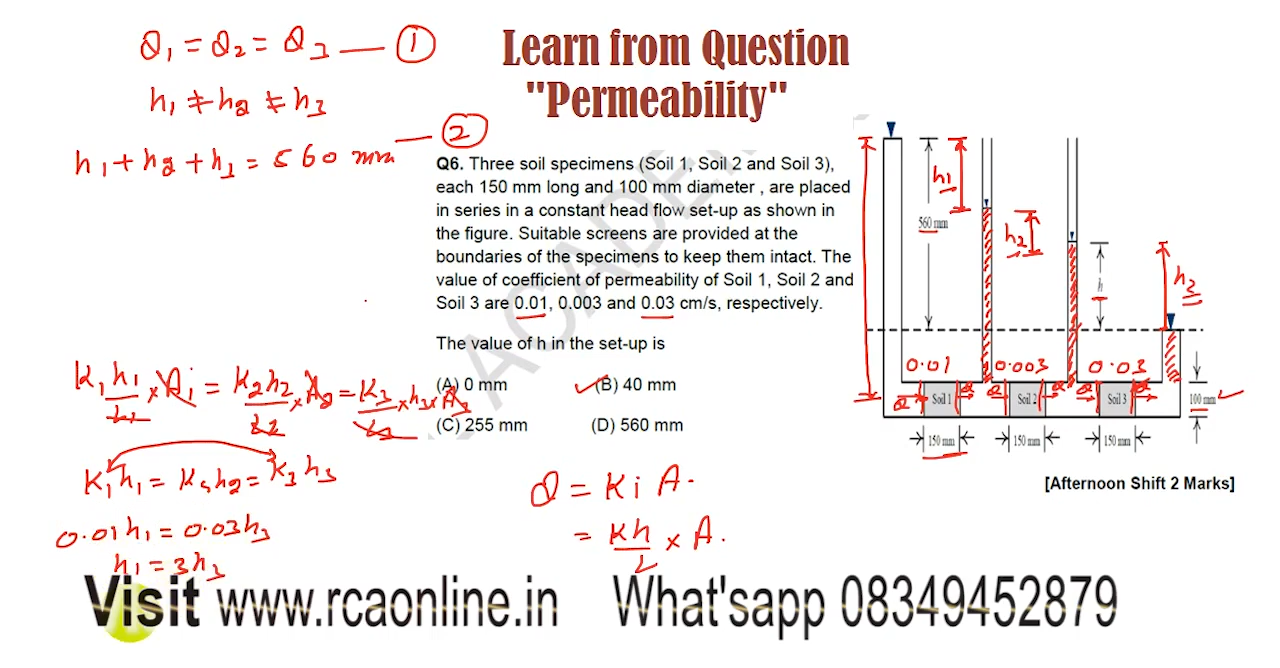 Q₁ = Q₂ = Q₃ — ①
h₁ ≠ h₂ ≠ h₃
h₁ + h₂ + h₃ = 560 mm — ②
Learn from Question
"Permeability"
Q6. Three soil specimens (Soil 1, Soil 2 and Soil 3),
each 150 mm long and 100 mm diameter , are placed
in series in a constant head flow set-up as shown in
the figure. Suitable screens are provided at the
boundaries of the specimens to keep them intact. The
value of coefficient of permeability of Soil 1, Soil 2 and
Soil 3 are 0.01, 0.003 and 0.03 cm/s, respectively.
The value of h in the set-up is
(A) 0 mm
(B) 40 mm
(C) 255 mm
(D) 560 mm
h₁
560 mm
h₂
h
h₂
0.01 0.003 0.03
Q Soil 1 Q Q Soil 2 Q Q Soil 3 Q
100 mm
150 mm 150 mm 150 mm
[Afternoon Shift 2 Marks]
K₁h₁/L₁ × A₁ = K₂h₂/L₂ × A₂ = K₃/L₃ × h₃ × A₃
K₁h₁ = K₂h₂ = K₃h₃
0.01h₁ = 0.03h₃
h₁ = 3h₃
Q = K i A.
= Kh/L × A.
Visit www.rcaonline.in What'sapp 08349452879